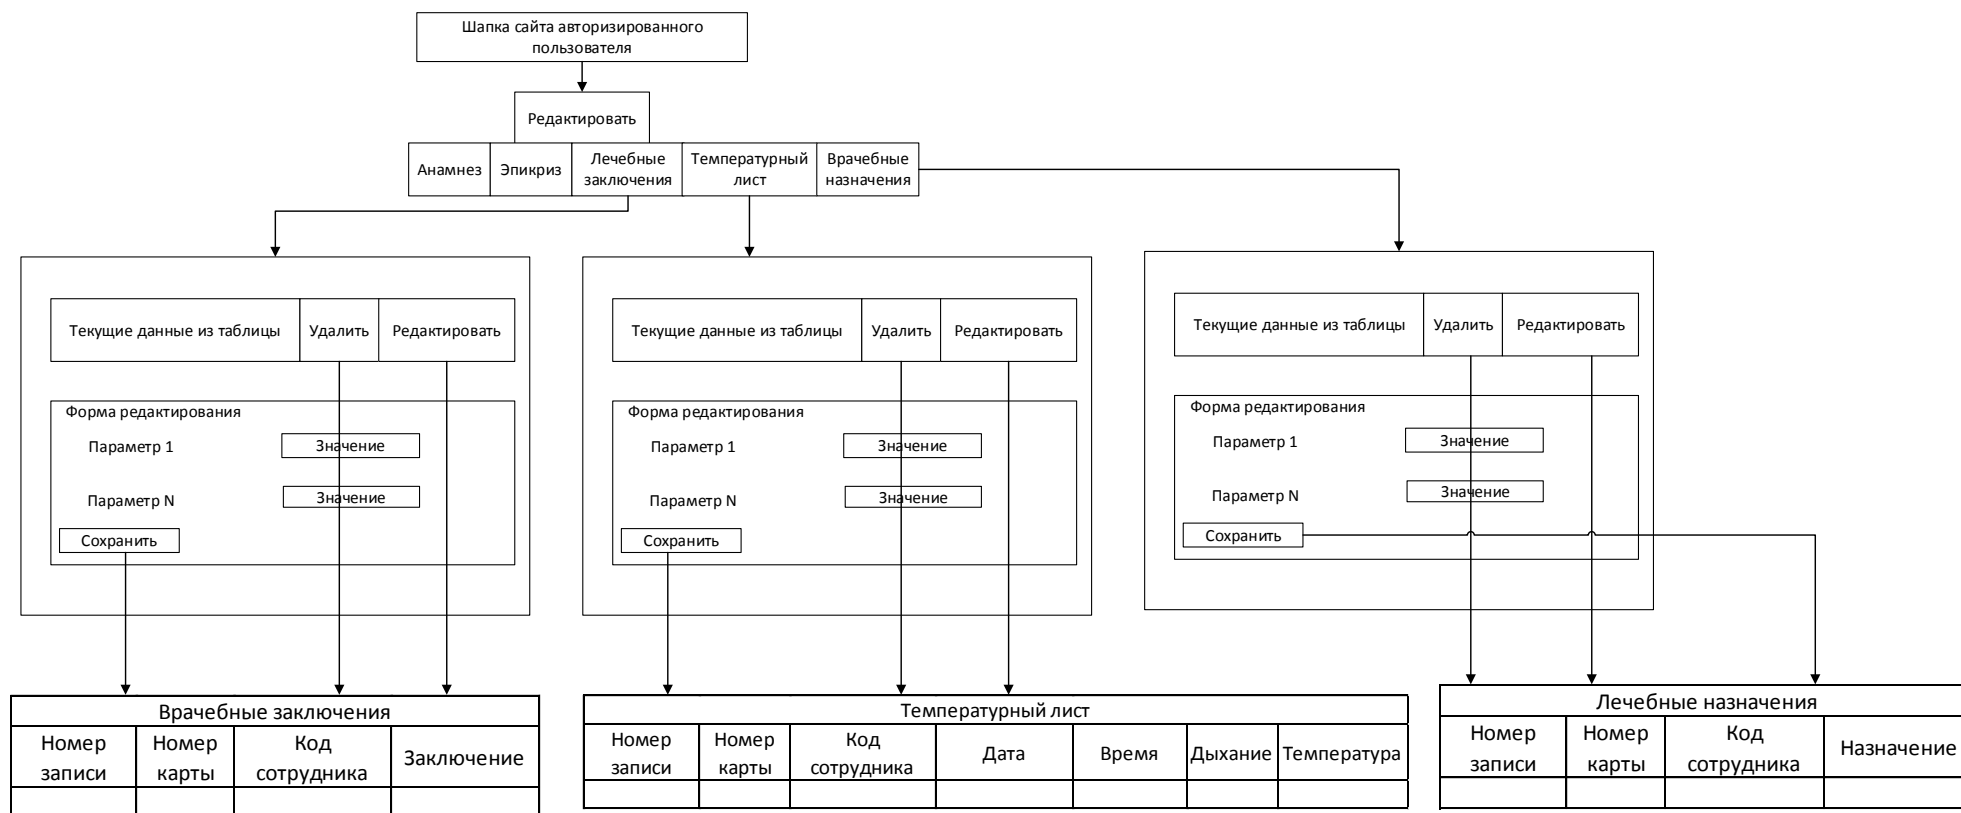 Шапка сайта авторизированного
пользователя
Редактировать
Анамнез
Эпикриз
Лечебные
заключения
Температурный
лист
Врачебные
назначения
Текущие данные из таблицы
Удалить
Редактировать
Форма редактирования
Параметр 1
Значение
Параметр N
Значение
Сохранить
Текущие данные из таблицы
Удалить
Редактировать
Форма редактирования
Параметр 1
Значение
Параметр N
Значение
Сохранить
Текущие данные из таблицы
Удалить
Редактировать
Форма редактирования
Параметр 1
Значение
Параметр N
Значение
Сохранить
Врачебные заключения
Номер
записи
Номер
карты
Код
сотрудника
Заключение
Температурный лист
Номер
записи
Номер
карты
Код
сотрудника
Дата
Время
Дыхание
Температура
Лечебные назначения
Номер
записи
Номер
карты
Код
сотрудника
Назначение